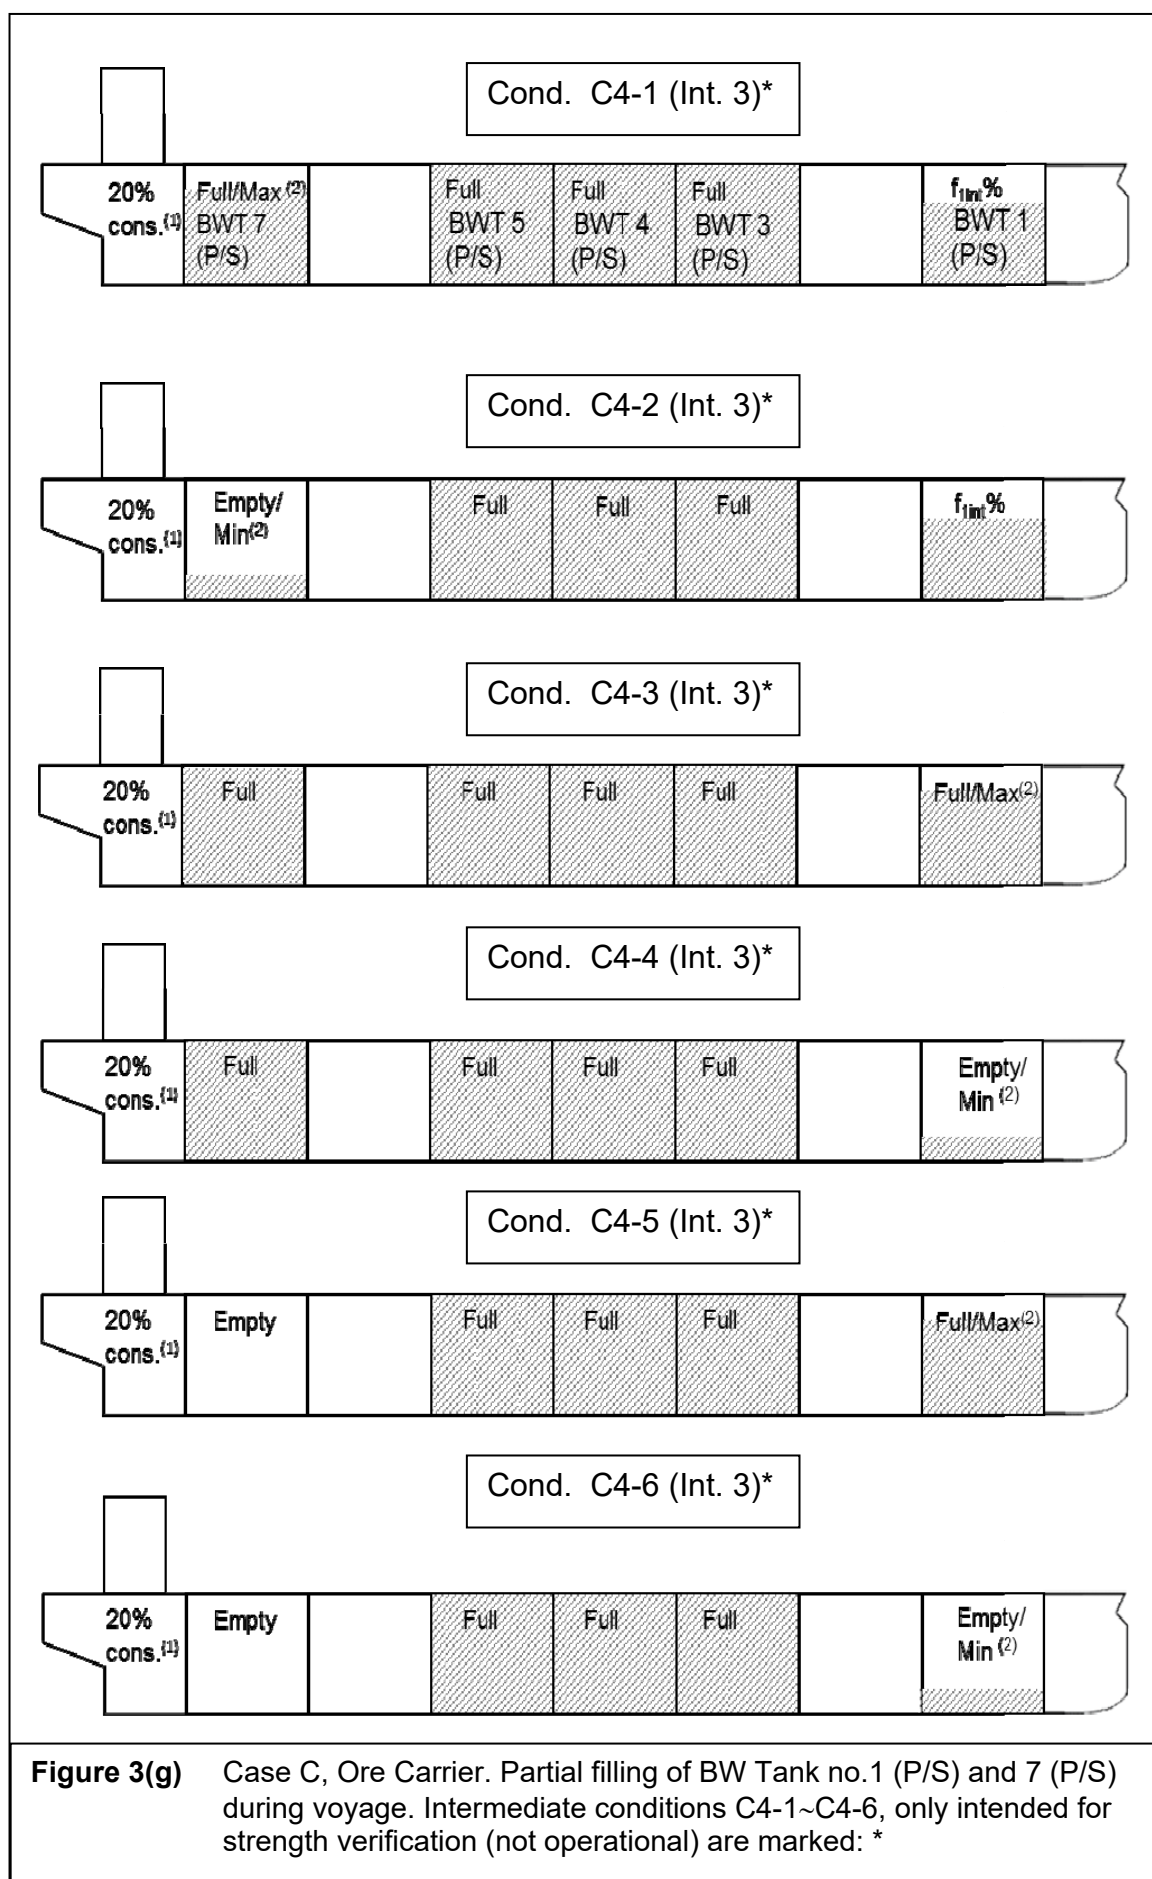 Cond. C4-1 (Int. 3)*
20%
cons.(1)
Full/Max (2)
BWT 7
(P/S)
Full
BWT 5
(P/S)
Full
BWT 4
(P/S)
Full
BWT 3
(P/S)
f1int%
BWT 1
(P/S)
Cond. C4-2 (Int. 3)*
20%
cons.(1)
Empty/
Min(2)
Full
Full
Full
f1int%
Cond. C4-3 (Int. 3)*
20%
cons.(1)
Full
Full
Full
Full
Full/Max(2)
Cond. C4-4 (Int. 3)*
20%
cons.(1)
Full
Full
Full
Full
Empty/
Min (2)
Cond. C4-5 (Int. 3)*
20%
cons.(1)
Empty
Full
Full
Full
Full/Max(2)
Cond. C4-6 (Int. 3)*
20%
cons.(1)
Empty
Full
Full
Full
Empty/
Min (2)
Figure 3(g) Case C, Ore Carrier. Partial filling of BW Tank no.1 (P/S) and 7 (P/S)
during voyage. Intermediate conditions C4-1~C4-6, only intended for
strength verification (not operational) are marked: *